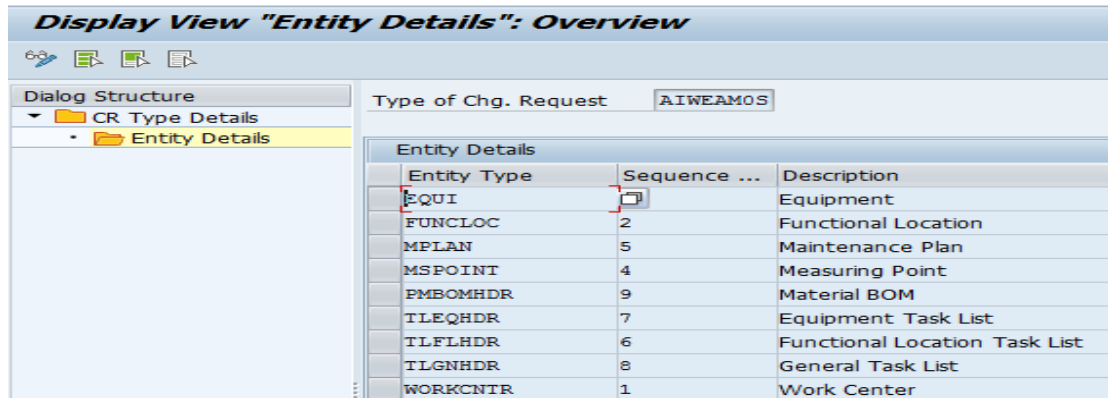 Display View "Entity Details": Overview
Dialog Structure
CR Type Details
Entity Details
Type of Chg. Request AIWEAM0S
Entity Details
Entity Type Sequence ... Description
EQUI Equipment
FUNCLOC 2 Functional Location
MPLAN 5 Maintenance Plan
MSPOINT 4 Measuring Point
PMBOMHDR 9 Material BOM
TLEQHDR 7 Equipment Task List
TLFLHDR 6 Functional Location Task List
TLGNHDR 8 General Task List
WORKCNTR 1 Work Center